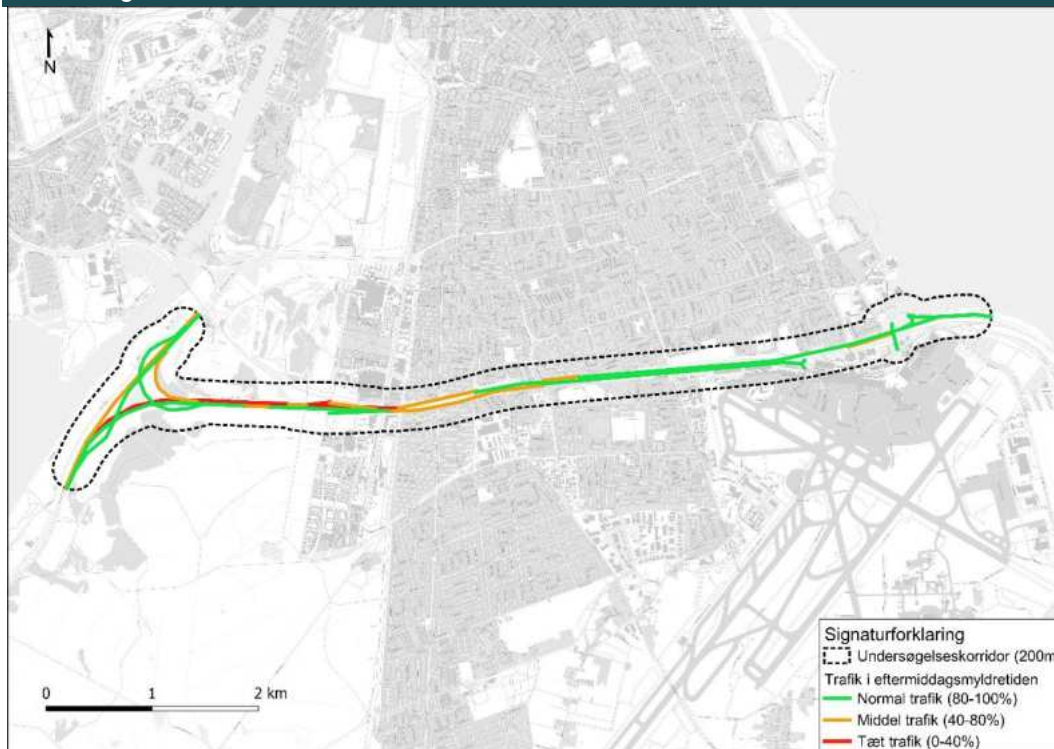 N
0 1 2 km
Signaturforklaring
Undersøgelseskorridor (200m
Trafik i eftermiddagsmyldretiden
Normal trafik (80-100%)
Middel trafik (40-80%)
Tæt trafik (0-40%)